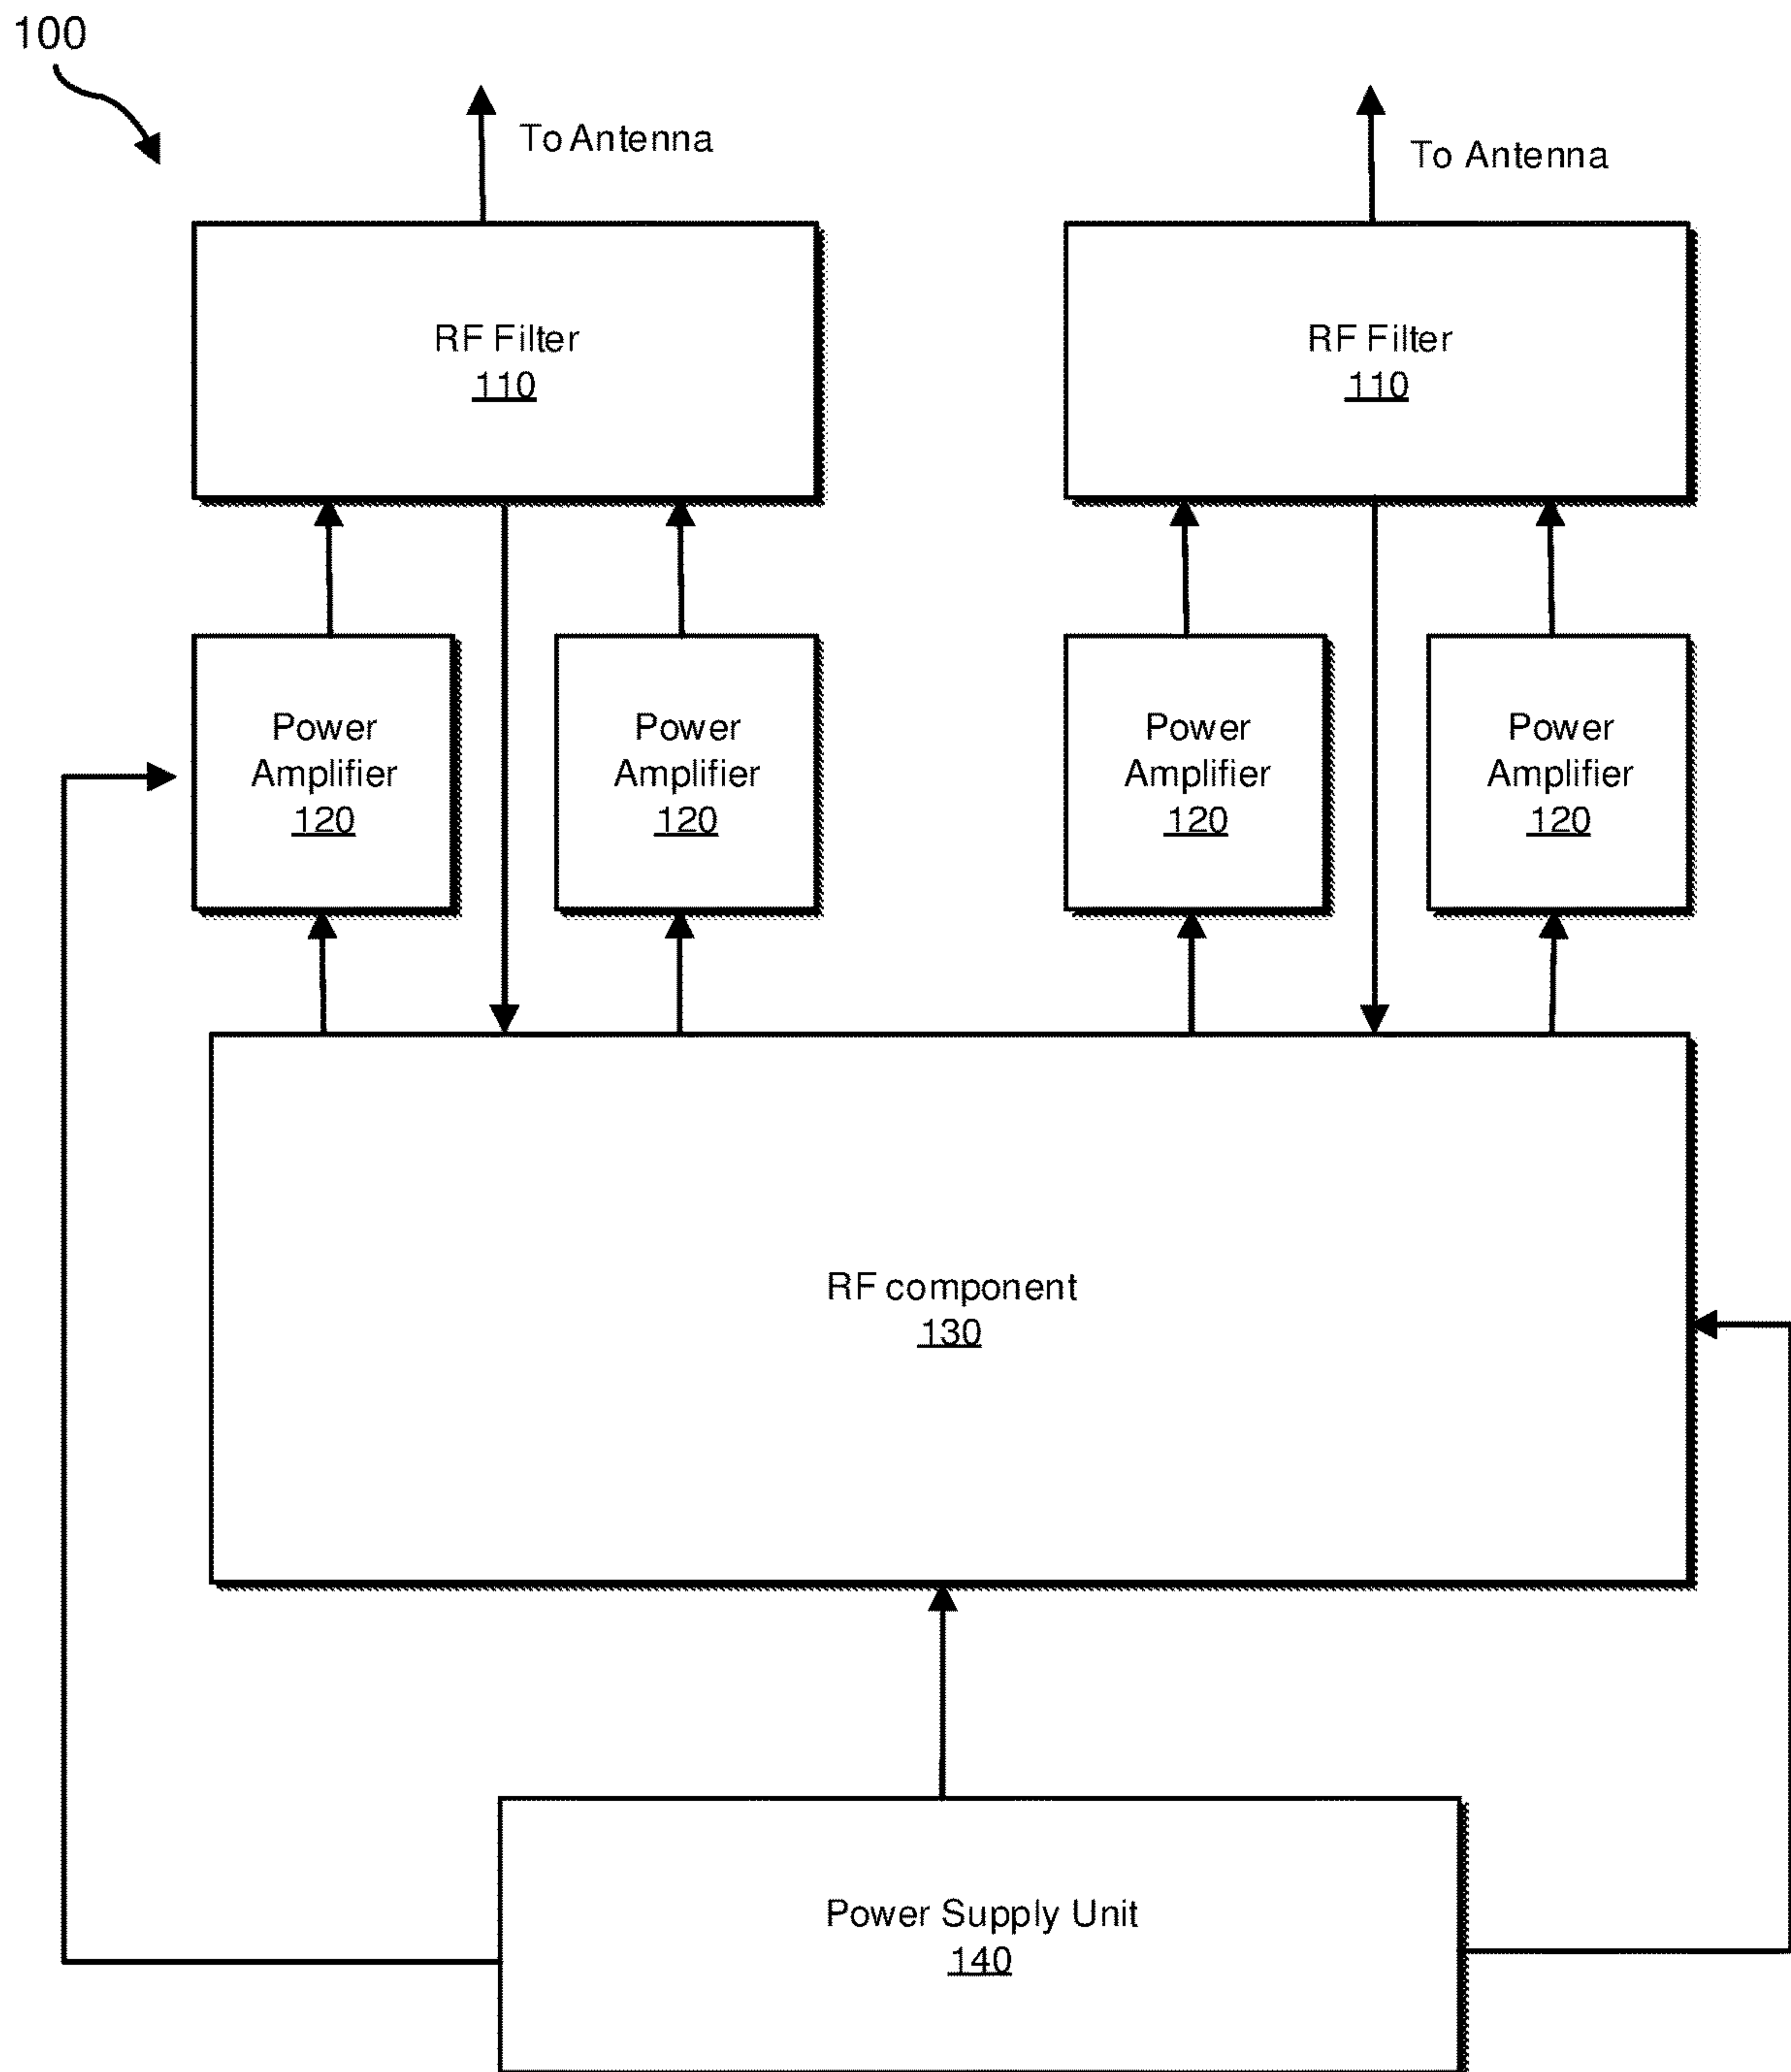 100
To Antenna
To Antenna
RF Filter
110
RF Filter
110
Power
Amplifier
120
Power
Amplifier
120
Power
Amplifier
120
Power
Amplifier
120
RF component
130
Power Supply Unit
140